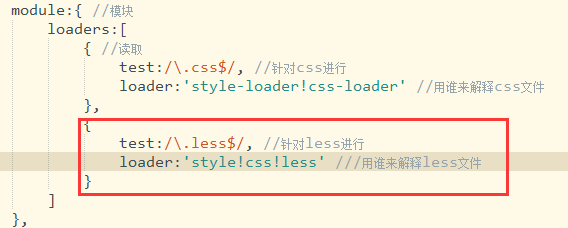 module:{ //模块
loaders:[
{ //读取
test:/\.css$/, //针对css进行
loader:'style-loader!css-loader' //用谁来解释css文件
},
{
test:/\.less$/, //针对less进行
loader:'style!css!less' ///用谁来解释less文件
}
]
},